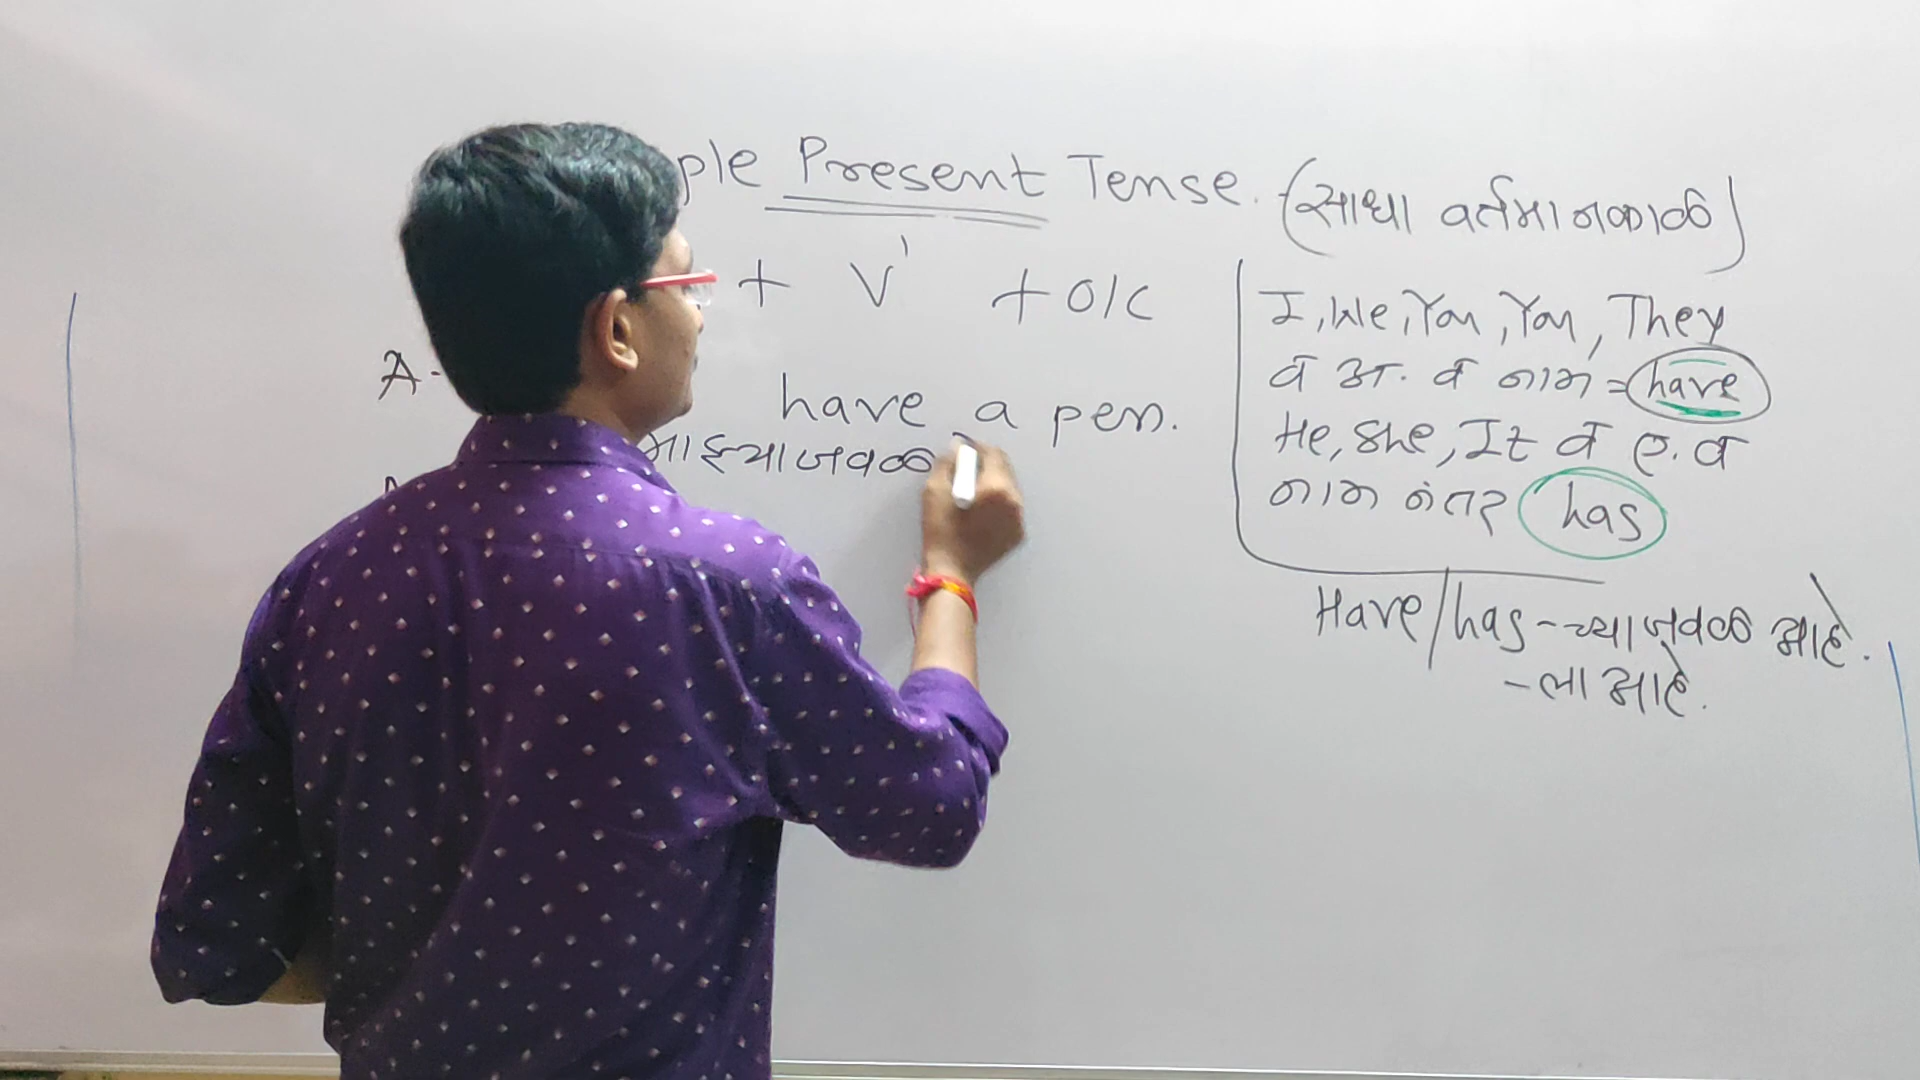 ple Present Tense. (साधा वर्तमानकाळ)
+ V¹ + O/C
A-
have a pen.
माझ्याजवळ
I, We, You, You, They
व अ. व नाम = have
He, She, It व ए. व
नाम नंतर has
Have/has - च्याजवळ आहे.
- ला आहे.